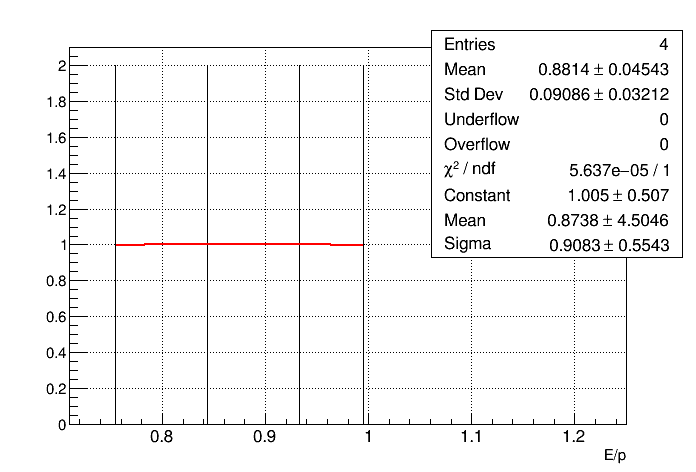 Entries 4
Mean 0.8814 ± 0.04543
Std Dev 0.09086 ± 0.03212
Underflow 0
Overflow 0
χ² / ndf 5.637e−05 / 1
Constant 1.005 ± 0.507
Mean 0.8738 ± 4.5046
Sigma 0.9083 ± 0.5543
2
1.8
1.6
1.4
1.2
1
0.8
0.6
0.4
0.2
0
0.8 0.9 1 1.1 1.2
E/p